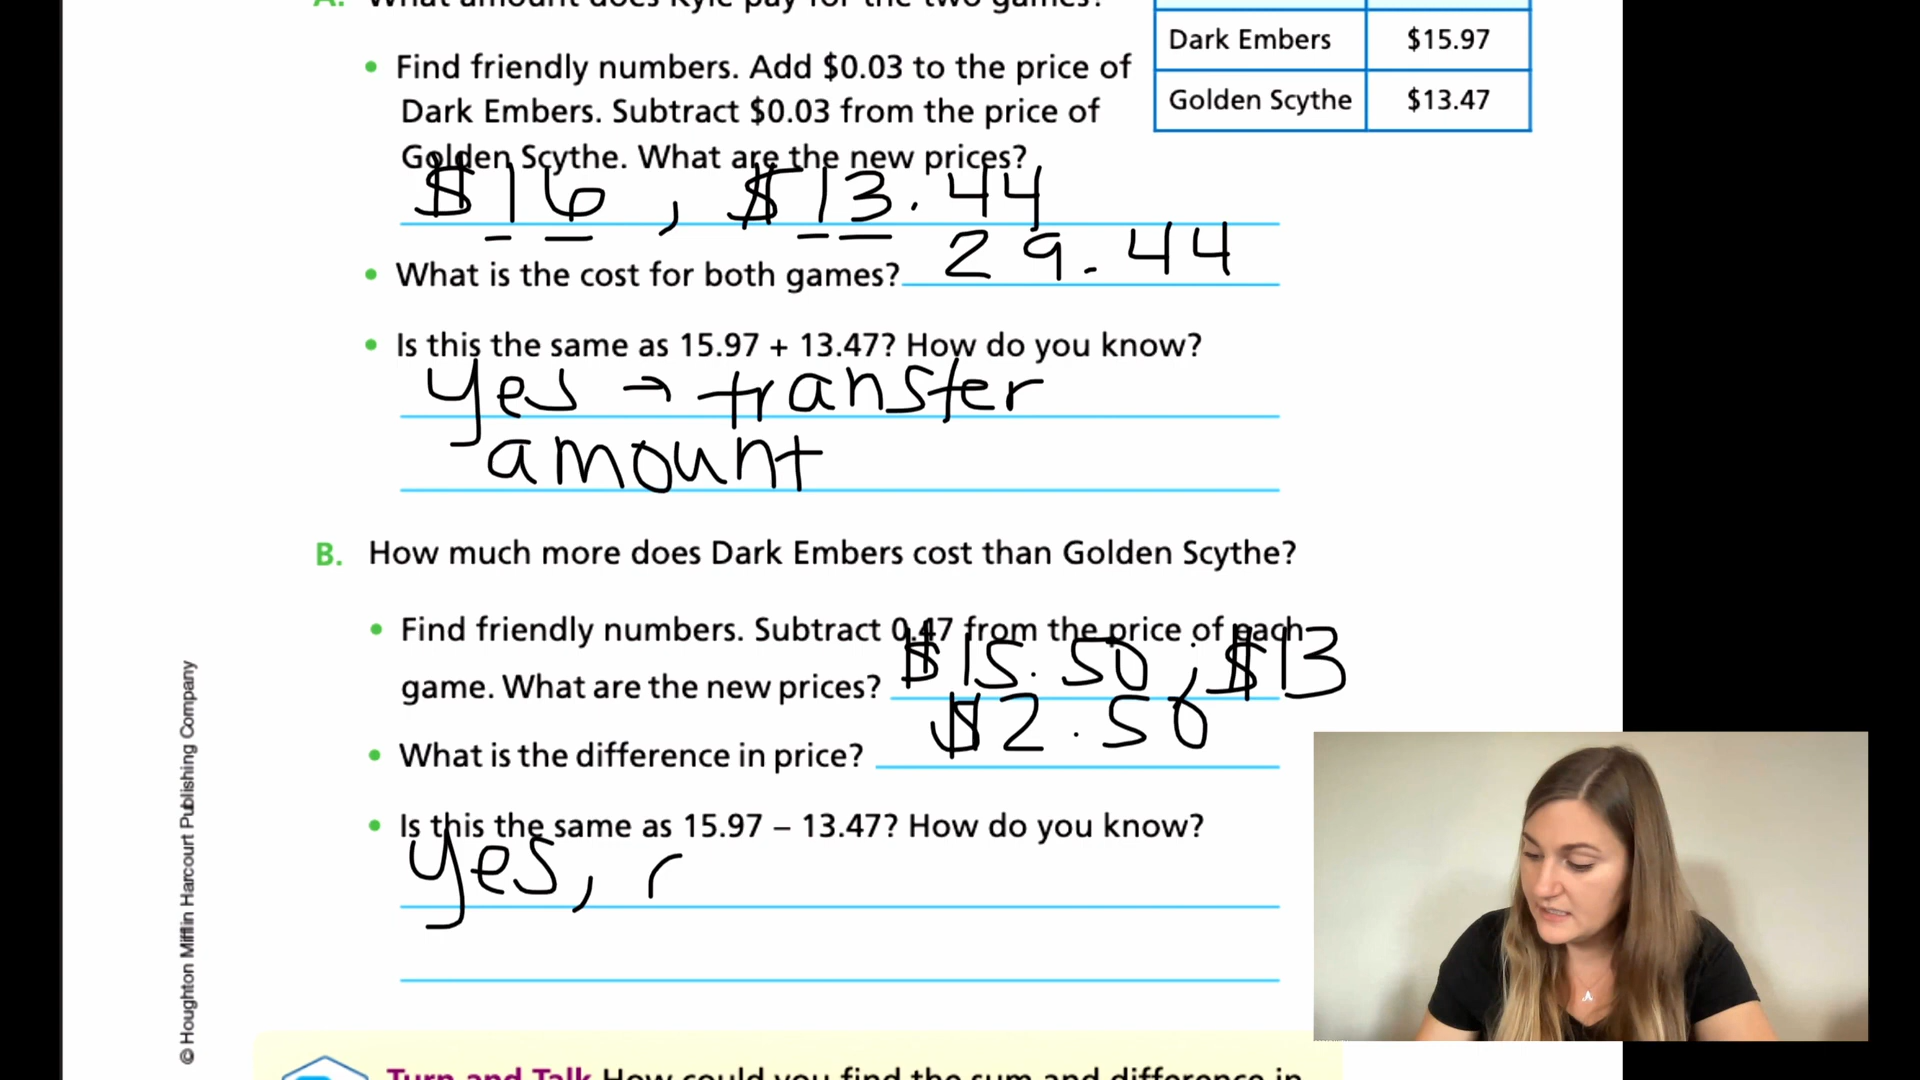 A. What amount does Kyle pay for the two games?
Dark Embers $15.97
Golden Scythe $13.47
• Find friendly numbers. Add $0.03 to the price of
Dark Embers. Subtract $0.03 from the price of
Golden Scythe. What are the new prices?
$16, $13.44
• What is the cost for both games? 29.44
• Is this the same as 15.97 + 13.47? How do you know?
Yes → transfer
amount
B. How much more does Dark Embers cost than Golden Scythe?
• Find friendly numbers. Subtract 0.47 from the price of each
game. What are the new prices? $15.50, $13
• What is the difference in price? $2.50
• Is this the same as 15.97 – 13.47? How do you know?
Yes,
© Houghton Mifflin Harcourt Publishing Company
Turn and Talk How could you find the sum and difference in